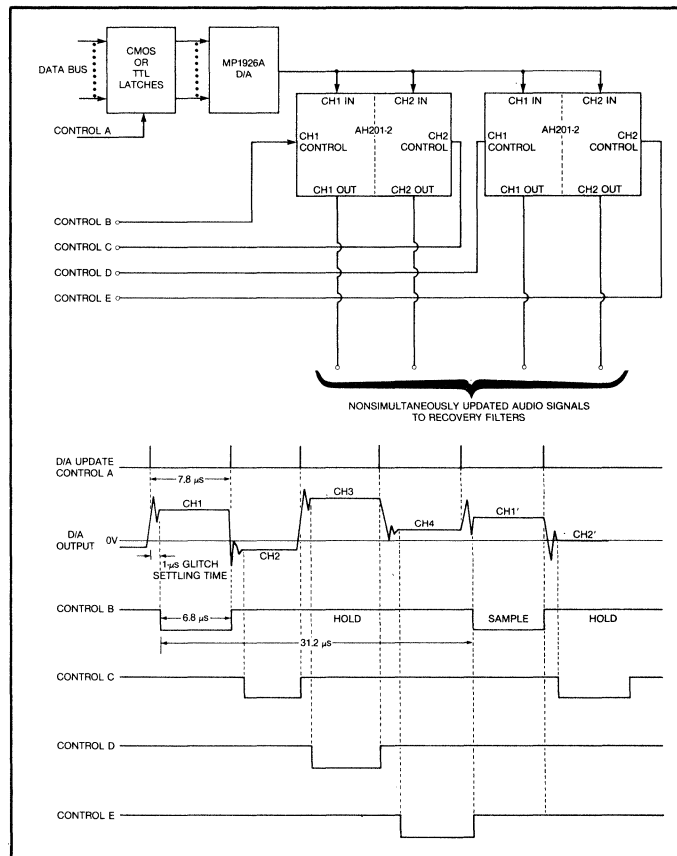 DATA BUS
CMOS
OR
TTL
LATCHES
MP1926A
D/A
CONTROL A
CH1 IN
CH2 IN
CH1
CONTROL
AH201-2
CH2
CONTROL
CH1 OUT
CH2 OUT
CH1 IN
CH2 IN
CH1
CONTROL
AH201-2
CH2
CONTROL
CH1 OUT
CH2 OUT
CONTROL B
CONTROL C
CONTROL D
CONTROL E
NONSIMULTANEOUSLY UPDATED AUDIO SIGNALS
TO RECOVERY FILTERS
D/A UPDATE
CONTROL A
7.8 μs
D/A
OUTPUT
0V
CH1
CH2
CH3
CH4
CH1'
CH2'
1-μs GLITCH
SETTLING TIME
CONTROL B
6.8 μs
HOLD
SAMPLE
HOLD
31.2 μs
CONTROL C
CONTROL D
CONTROL E